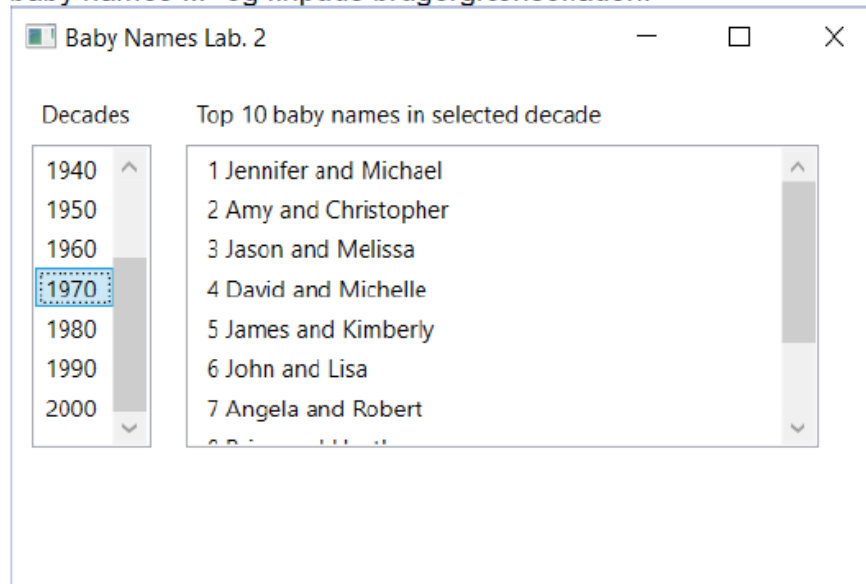 Baby Names Lab. 2
Decades
Top 10 baby names in selected decade
1940
1950
1960
1970
1980
1990
2000
1 Jennifer and Michael
2 Amy and Christopher
3 Jason and Melissa
4 David and Michelle
5 James and Kimberly
6 John and Lisa
7 Angela and Robert